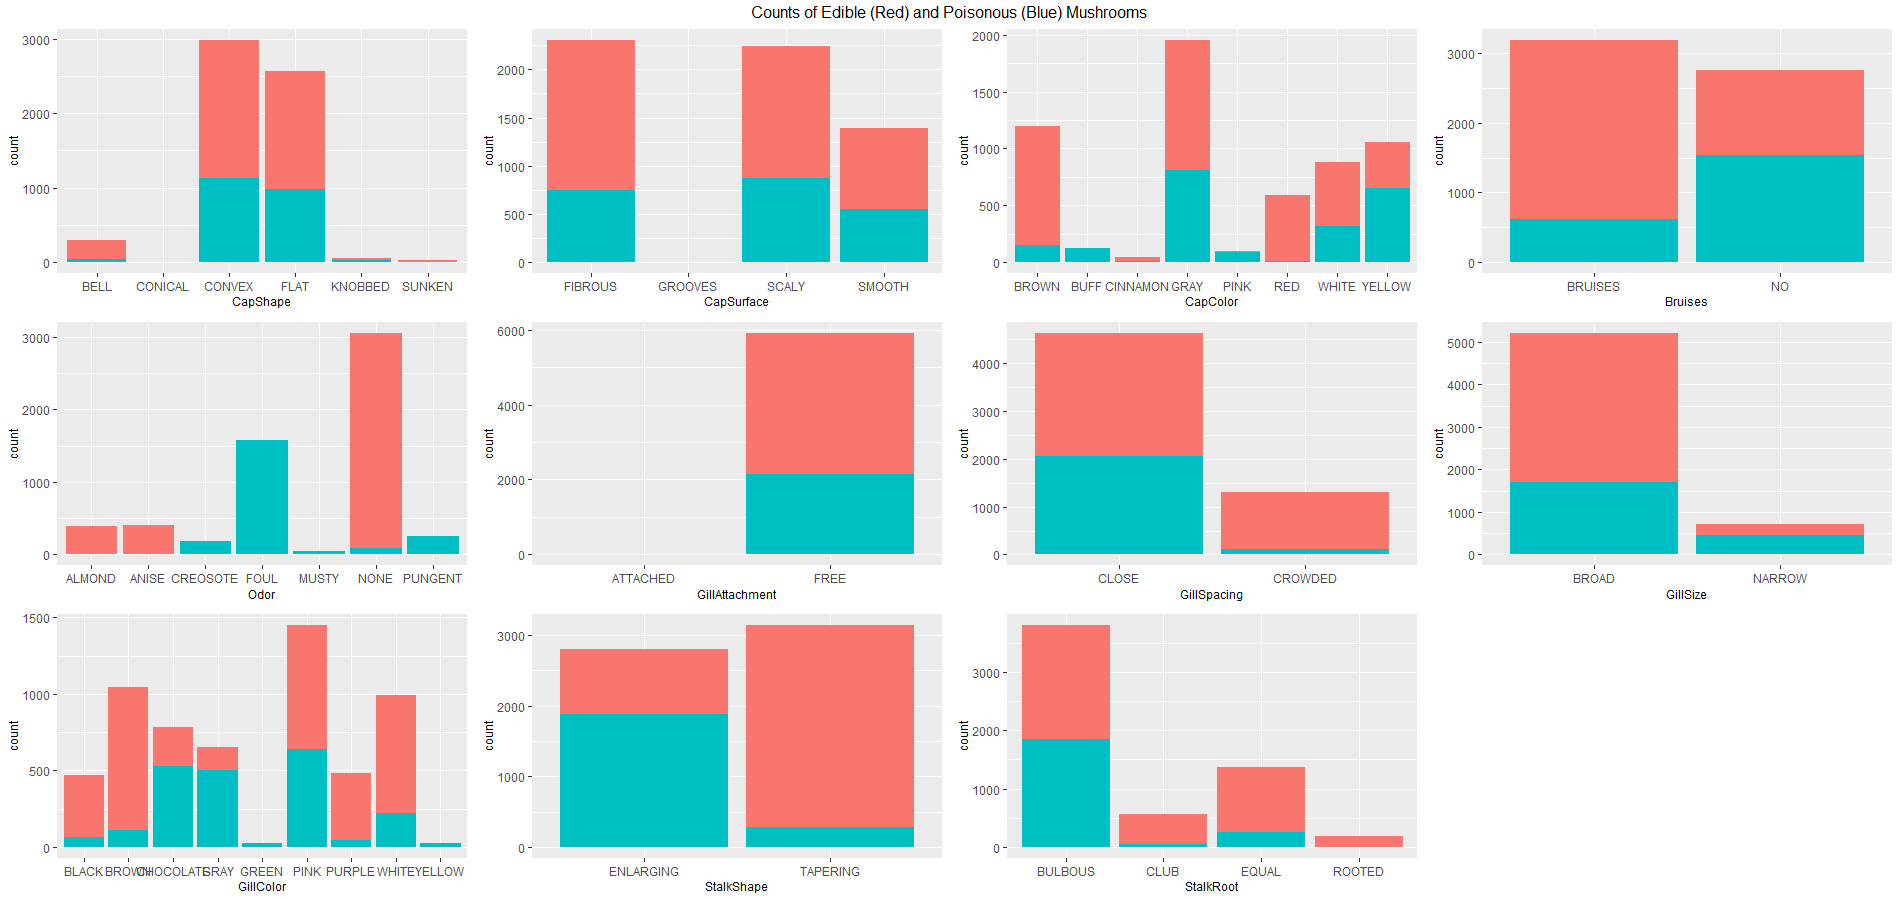 Counts of Edible (Red) and Poisonous (Blue) Mushrooms
3000
2000
1000
0
count
BELL CONICAL CONVEX FLAT KNOBBED SUNKEN
CapShape
2000
1500
1000
500
0
count
FIBROUS GROOVES SCALY SMOOTH
CapSurface
2000
1500
1000
500
0
count
BROWN BUFF CINNAMON GRAY PINK RED WHITE YELLOW
CapColor
3000
2000
1000
0
count
BRUISES NO
Bruises
3000
2000
1000
0
count
ALMOND ANISE CREOSOTE FOUL MUSTY NONE PUNGENT
Odor
6000
4000
2000
0
count
ATTACHED FREE
GillAttachment
4000
3000
2000
1000
0
count
CLOSE CROWDED
GillSpacing
5000
4000
3000
2000
1000
0
count
BROAD NARROW
GillSize
1500
1000
500
0
count
BLACK BROWN CHOCOLATE GRAY GREEN PINK PURPLE WHITE YELLOW
GillColor
3000
2000
1000
0
count
ENLARGING TAPERING
StalkShape
3000
2000
1000
0
count
BULBOUS CLUB EQUAL ROOTED
StalkRoot